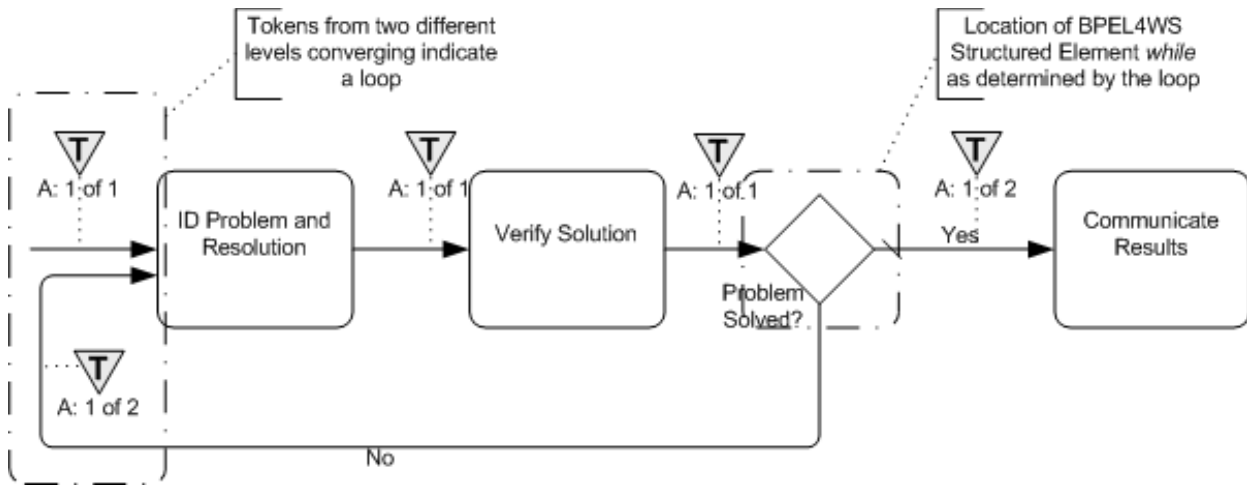 Tokens from two different
levels converging indicate
a loop
Location of BPEL4WS
Structured Element while
as determined by the loop
T
A: 1 of 1
T
A: 1 of 1
T
A: 1 of 1
T
A: 1 of 2
ID Problem and
Resolution
Verify Solution
Problem
Solved?
Yes
Communicate
Results
T
A: 1 of 2
No